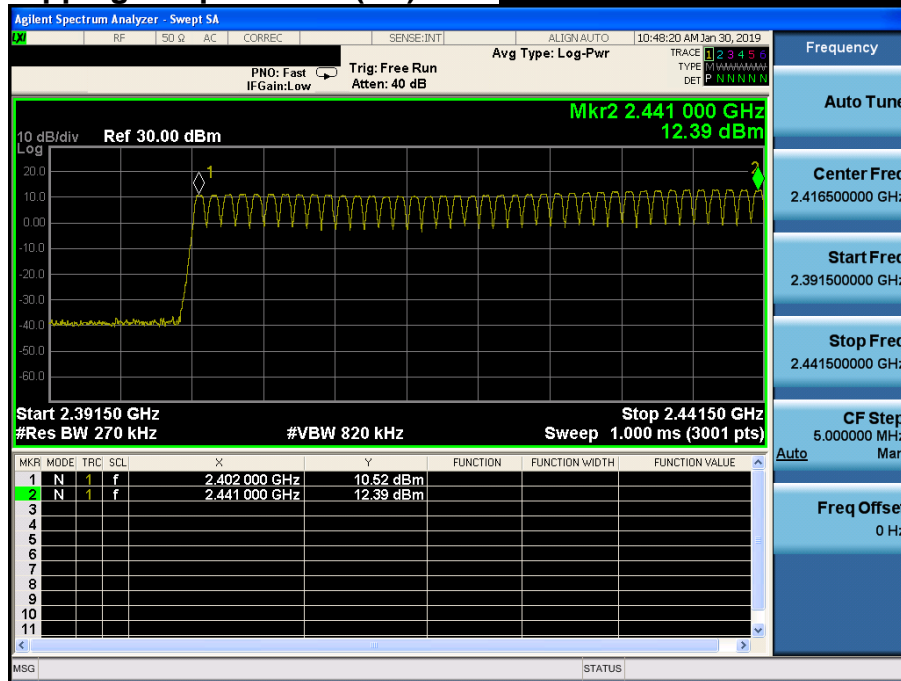 Agilent Spectrum Analyzer - Swept SA
LXI RF 50 Ω AC CORREC SENSE:INT ALIGN AUTO 10:48:20 AM Jan 30, 2019
Frequency
Avg Type: Log-Pwr
TRACE 1 2 3 4 5 6
TYPE M WWWWW
DET P N N N N N
PNO: Fast
IFGain:Low
Trig: Free Run
Atten: 40 dB
Auto Tune
Mkr2 2.441 000 GHz
12.39 dBm
10 dB/div Ref 30.00 dBm
Log
1
2
20.0
10.0
0.00
-10.0
-20.0
-30.0
-40.0
-50.0
-60.0
Center Freq
2.416500000 GHz
Start Freq
2.391500000 GHz
Stop Freq
2.441500000 GHz
Start 2.39150 GHz Stop 2.44150 GHz
#Res BW 270 kHz #VBW 820 kHz Sweep 1.000 ms (3001 pts)
CF Step
5.000000 MHz
Auto Man
MKR MODE TRC SCL X Y FUNCTION FUNCTION WIDTH FUNCTION VALUE
1 N 1 f 2.402 000 GHz 10.52 dBm
2 N 1 f 2.441 000 GHz 12.39 dBm
3
4
5
6
7
8
9
10
11
Freq Offset
0 Hz
MSG STATUS